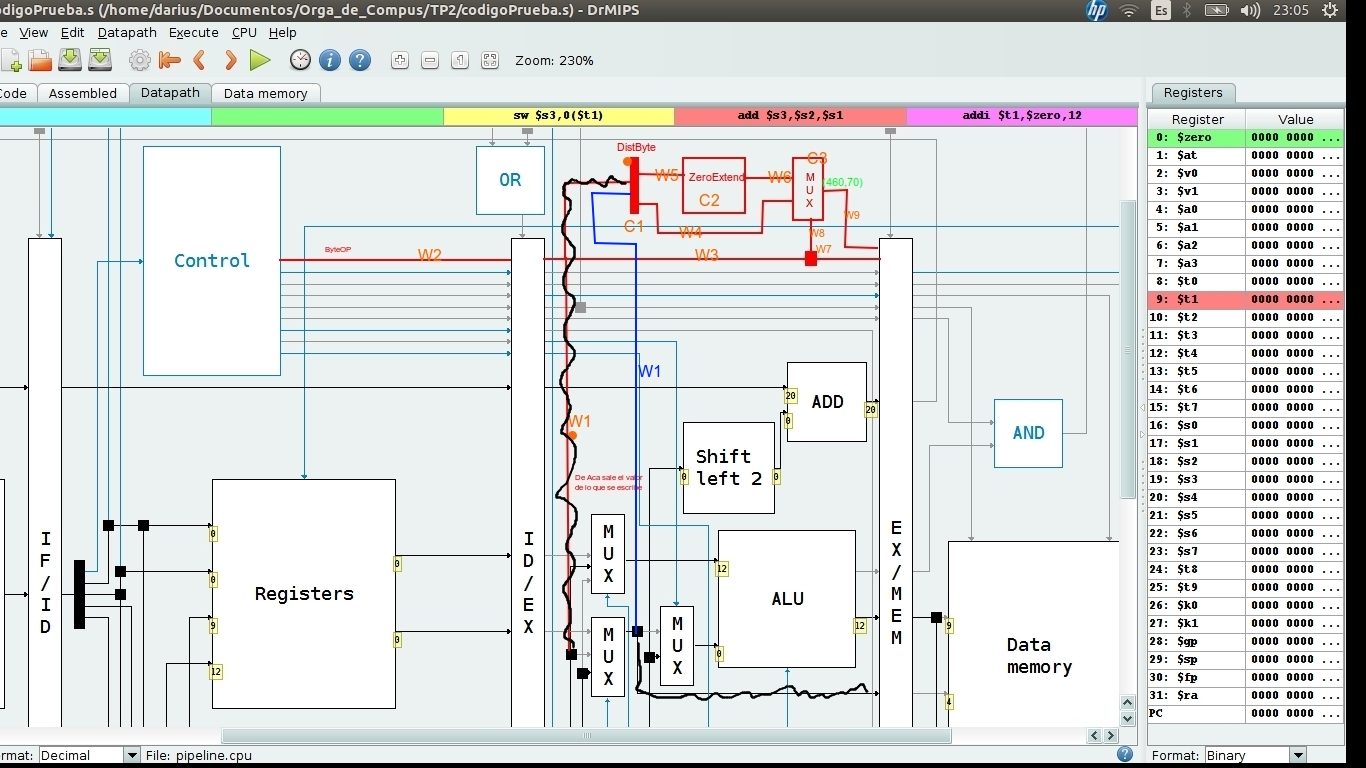 odigoPrueba.s (/home/darius/Documentos/Orga_de_Compus/TP2/codigoPrueba.s) - DrMIPS
hp Es 23:05
e View Edit Datapath Execute CPU Help
Zoom: 230%
Code Assembled Datapath Data memory
Registers
sw $s3,0($t1) add $s3,$s2,$s1 addi $t1,$zero,12
Register Value
0: $zero 0000 0000 ...
1: $at 0000 0000 ...
2: $v0 0000 0000 ...
3: $v1 0000 0000 ...
4: $a0 0000 0000 ...
5: $a1 0000 0000 ...
6: $a2 0000 0000 ...
7: $a3 0000 0000 ...
8: $t0 0000 0000 ...
9: $t1 0000 0000 ...
10: $t2 0000 0000 ...
11: $t3 0000 0000 ...
12: $t4 0000 0000 ...
13: $t5 0000 0000 ...
14: $t6 0000 0000 ...
15: $t7 0000 0000 ...
16: $s0 0000 0000 ...
17: $s1 0000 0000 ...
18: $s2 0000 0000 ...
19: $s3 0000 0000 ...
20: $s4 0000 0000 ...
21: $s5 0000 0000 ...
22: $s6 0000 0000 ...
23: $s7 0000 0000 ...
24: $t8 0000 0000 ...
25: $t9 0000 0000 ...
26: $k0 0000 0000 ...
27: $k1 0000 0000 ...
28: $gp 0000 0000 ...
29: $sp 0000 0000 ...
30: $fp 0000 0000 ...
31: $ra 0000 0000 ...
PC 0000 0000 ...
Control
OR
DistByte
C1
W5
ZeroExtend
C2
W6
C3
MUX
(460,70)
W9
W4
W8
W7
ByteOP
W2
W3
W1
W1
De Aca sale el valor
de lo que se escribe
20
0
ADD
20
Shift
left 2
0
0
AND
IF/ID
0
0
9
12
Registers
0
0
ID/EX
MUX
MUX
MUX
12
0
ALU
12
EX/MEM
9
4
Data
memory
rmat: Decimal File: pipeline.cpu
Format: Binary